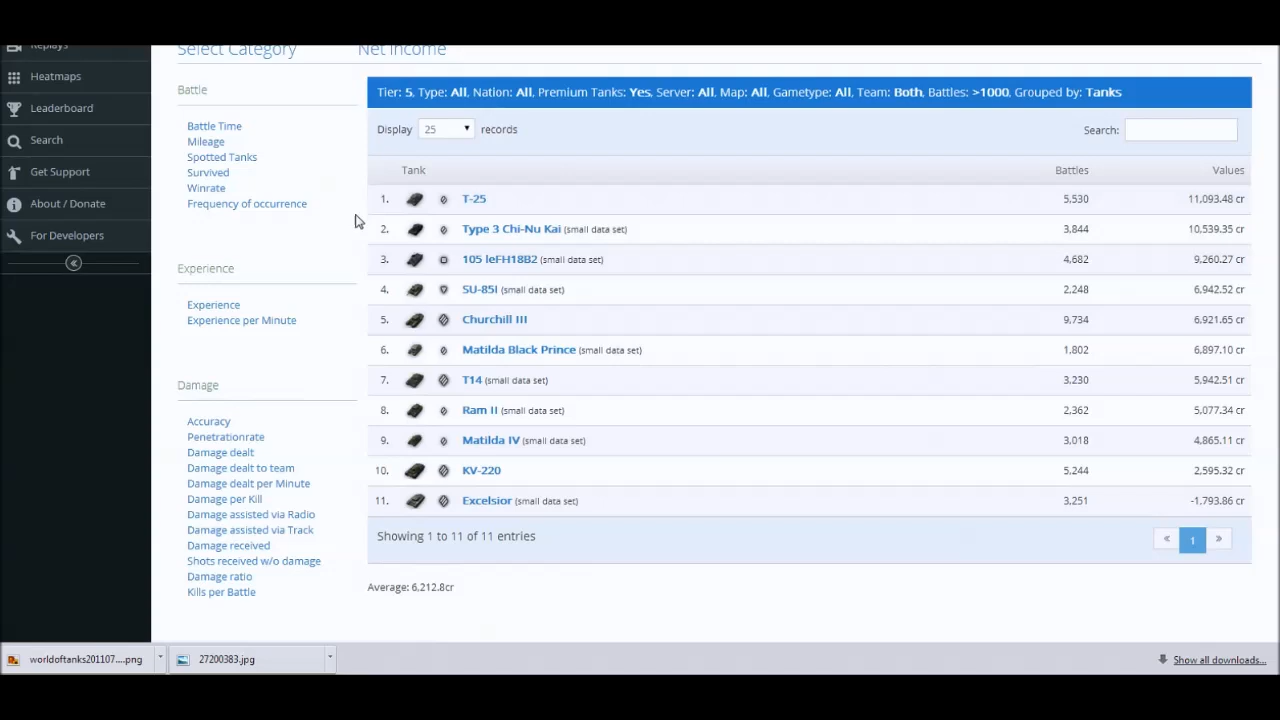 Replays
Heatmaps
Leaderboard
Search
Get Support
About / Donate
For Developers
Select Category
Battle
Battle Time
Mileage
Spotted Tanks
Survived
Winrate
Frequency of occurrence
Experience
Experience
Experience per Minute
Damage
Accuracy
Penetrationrate
Damage dealt
Damage dealt to team
Damage dealt per Minute
Damage per Kill
Damage assisted via Radio
Damage assisted via Track
Damage received
Shots received w/o damage
Damage ratio
Kills per Battle
Net Income
Tier: 5, Type: All, Nation: All, Premium Tanks: Yes, Server: All, Map: All, Gametype: All, Team: Both, Battles: >1000, Grouped by: Tanks
Display 25 records Search:
Tank Battles Values
1. T-25 5,530 11,093.48 cr
2. Type 3 Chi-Nu Kai (small data set) 3,844 10,539.35 cr
3. 105 leFH18B2 (small data set) 4,682 9,260.27 cr
4. SU-85I (small data set) 2,248 6,942.52 cr
5. Churchill III 9,734 6,921.65 cr
6. Matilda Black Prince (small data set) 1,802 6,897.10 cr
7. T14 (small data set) 3,230 5,942.51 cr
8. Ram II (small data set) 2,362 5,077.34 cr
9. Matilda IV (small data set) 3,018 4,865.11 cr
10. KV-220 5,244 2,595.32 cr
11. Excelsior (small data set) 3,251 -1,793.86 cr
Showing 1 to 11 of 11 entries « 1 »
Average: 6,212.8cr
worldoftanks201107....png 27200383.jpg Show all downloads...